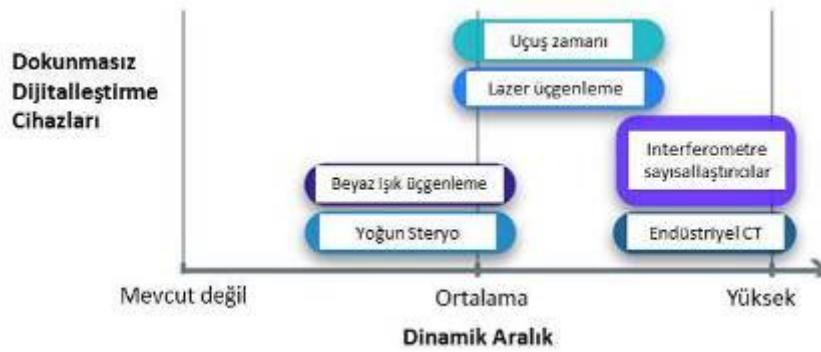 Dokunmasız
Dijitalleştirme
Cihazları
Uçuş zamanı
Lazer üçgenleme
Interferometre
sayısallaştırıcılar
Beyaz Işık üçgenleme
Yoğun Steryo
Endüstriyel CT
Mevcut değil
Ortalama
Yüksek
Dinamik Aralık